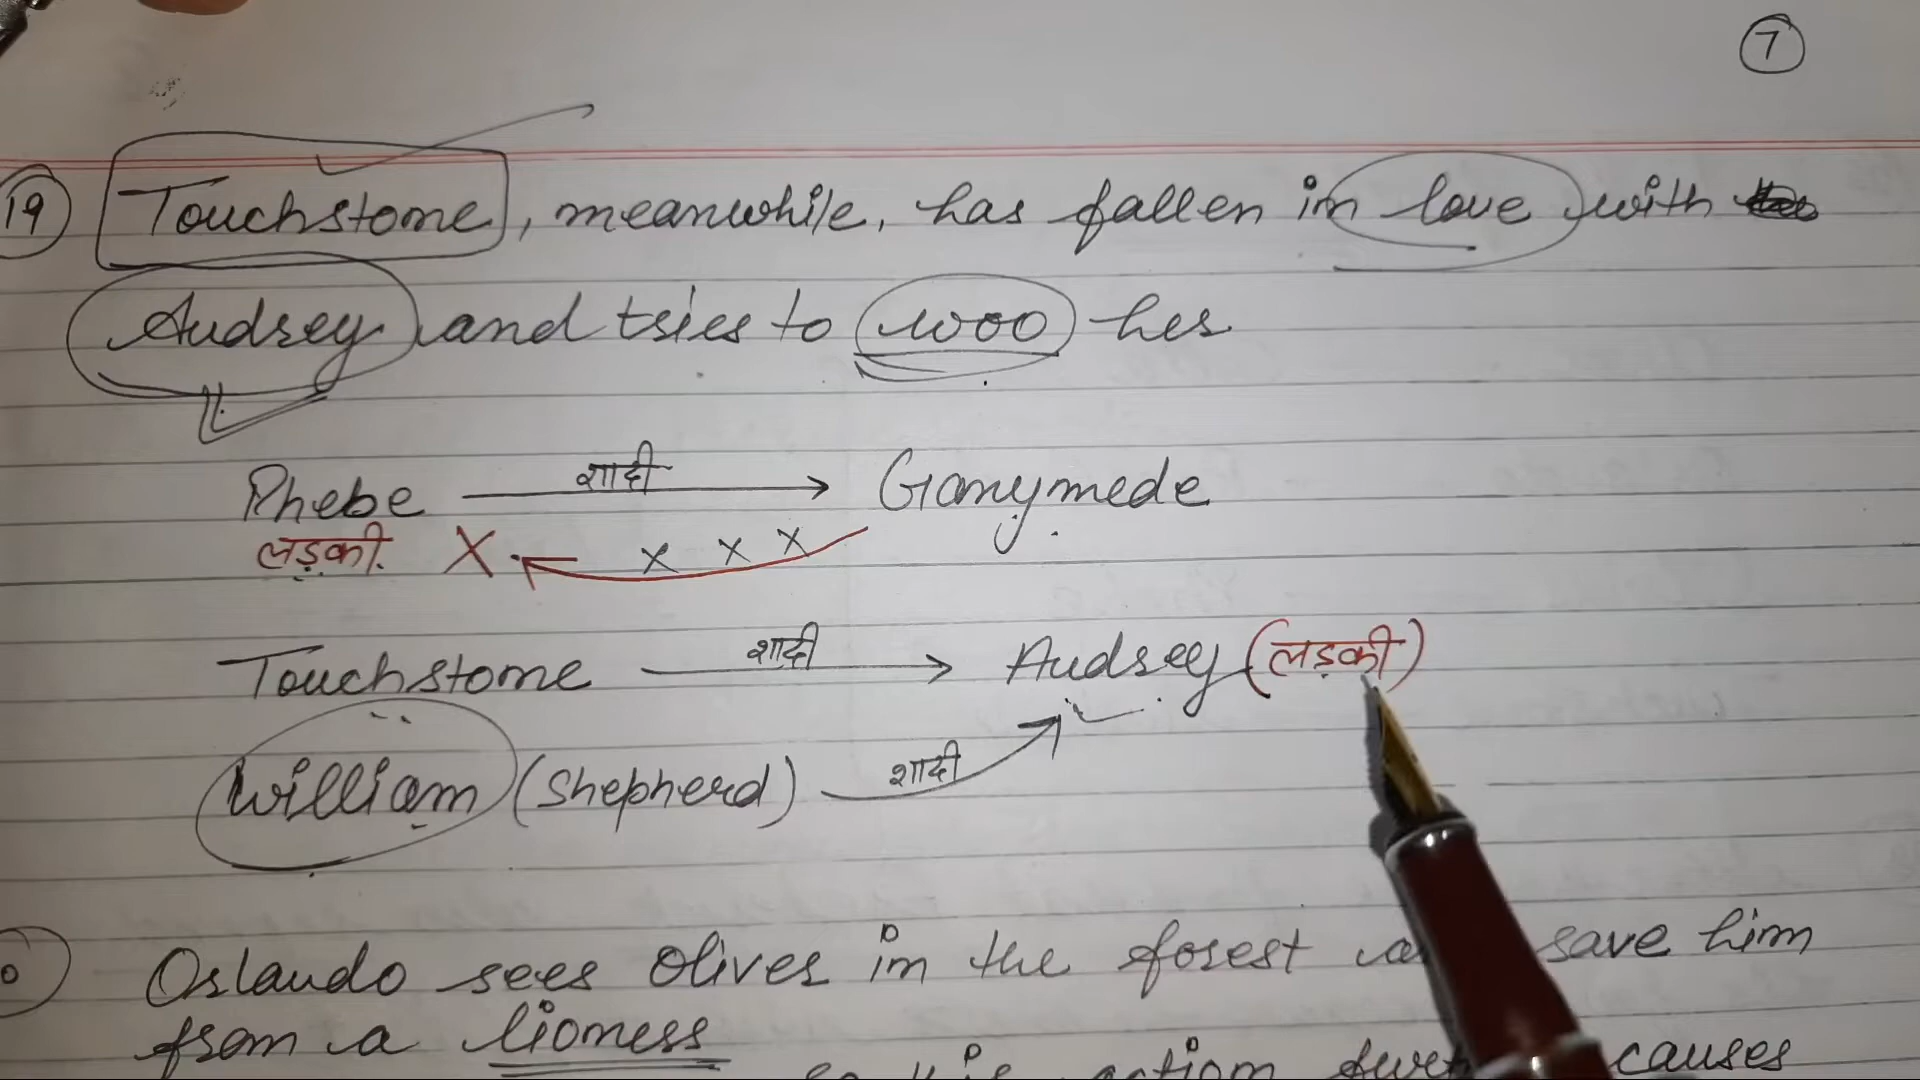 7
19 Touchstone, meanwhile, has fallen in love with
Audrey and tries to woo her
Phebe शादी Ganymede
लड़की X X X X
Touchstone शादी Audrey (लड़की)
William (Shepherd) शादी
Orlando sees Oliver in the forest save him
from a lioness
action causes